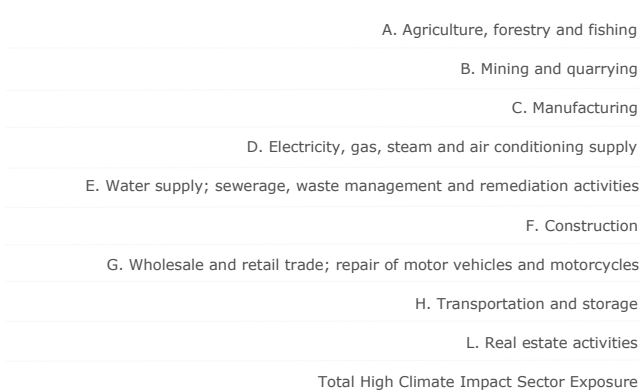 A. Agriculture, forestry and fishing
B. Mining and quarrying
C. Manufacturing
D. Electricity, gas, steam and air conditioning supply
E. Water supply; sewerage, waste management and remediation activities
F. Construction
G. Wholesale and retail trade; repair of motor vehicles and motorcycles
H. Transportation and storage
L. Real estate activities
Total High Climate Impact Sector Exposure